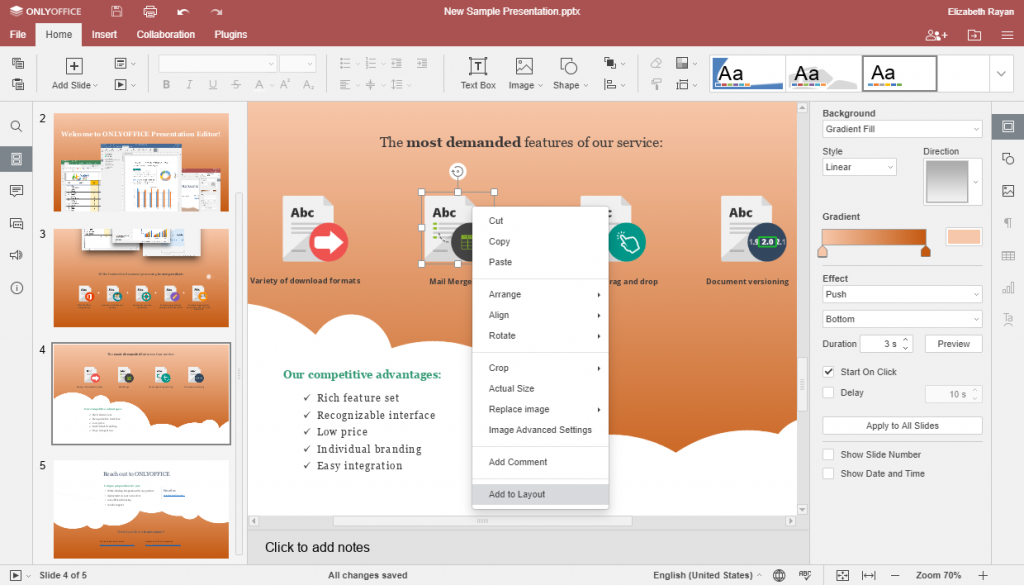 ONLYOFFICE
New Sample Presentation.pptx
Elizabeth Rayan
File Home Insert Collaboration Plugins
Add Slide
B I U S A A A
Text Box Image Shape
Aa Aa Aa
2
Welcome to ONLYOFFICE Presentation Editor!
3
4
5
Reach out to ONLYOFFICE
The most demanded features of our service:
Abc
Abc
Abc
1.9 2.0 2.1
Variety of download formats
Mail Merge
rag and drop
Document versioning
Our competitive advantages:
✓ Rich feature set
✓ Recognizable interface
✓ Low price
✓ Individual branding
✓ Easy integration
Cut
Copy
Paste
Arrange
Align
Rotate
Crop
Actual Size
Replace image
Image Advanced Settings
Add Comment
Add to Layout
Click to add notes
Background
Gradient Fill
Style
Direction
Linear
Gradient
Effect
Push
Bottom
Duration 3 s Preview
Start On Click
Delay 10 s
Apply to All Slides
Show Slide Number
Show Date and Time
Slide 4 of 5
All changes saved
English (United States)
Zoom 70%